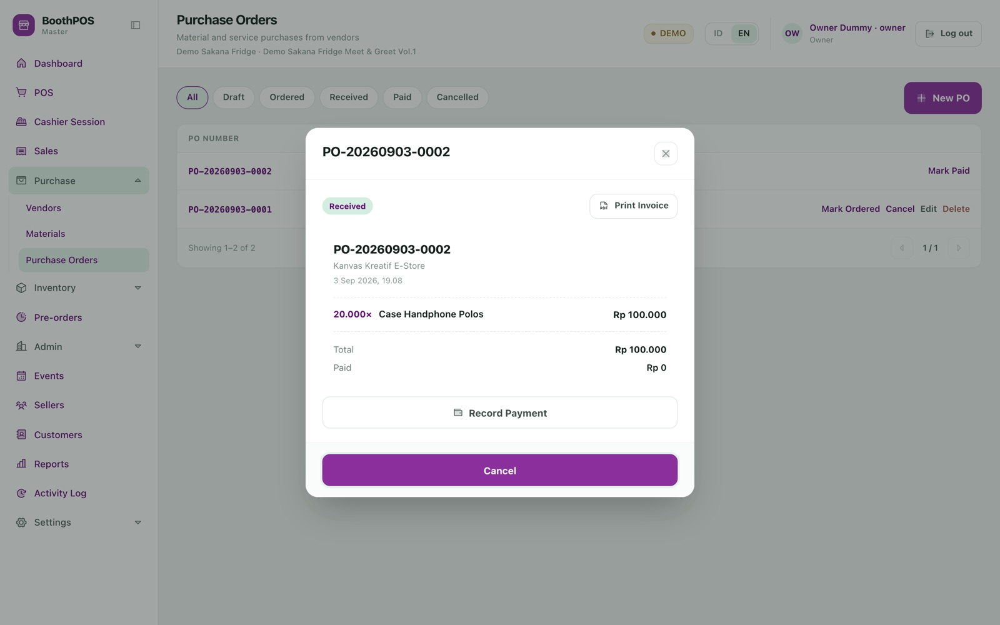 BoothPOS
Master
Dashboard
POS
Cashier Session
Sales
Purchase
Vendors
Materials
Purchase Orders
Inventory
Pre-orders
Admin
Events
Sellers
Customers
Reports
Activity Log
Settings
Purchase Orders
Material and service purchases from vendors
Demo Sakana Fridge · Demo Sakana Fridge Meet & Greet Vol.1
DEMO
ID EN
OW
Owner Dummy · owner
Owner
Log out
All Draft Ordered Received Paid Cancelled
New PO
PO NUMBER
PO-20260903-0002
Mark Paid
PO-20260903-0001
Mark Ordered Cancel Edit Delete
Showing 1–2 of 2
1 / 1
PO-20260903-0002
Received
PDF Print Invoice
PO-20260903-0002
Kanvas Kreatif E-Store
3 Sep 2026, 19.08
20.000× Case Handphone Polos Rp 100.000
Total Rp 100.000
Paid Rp 0
Record Payment
Cancel